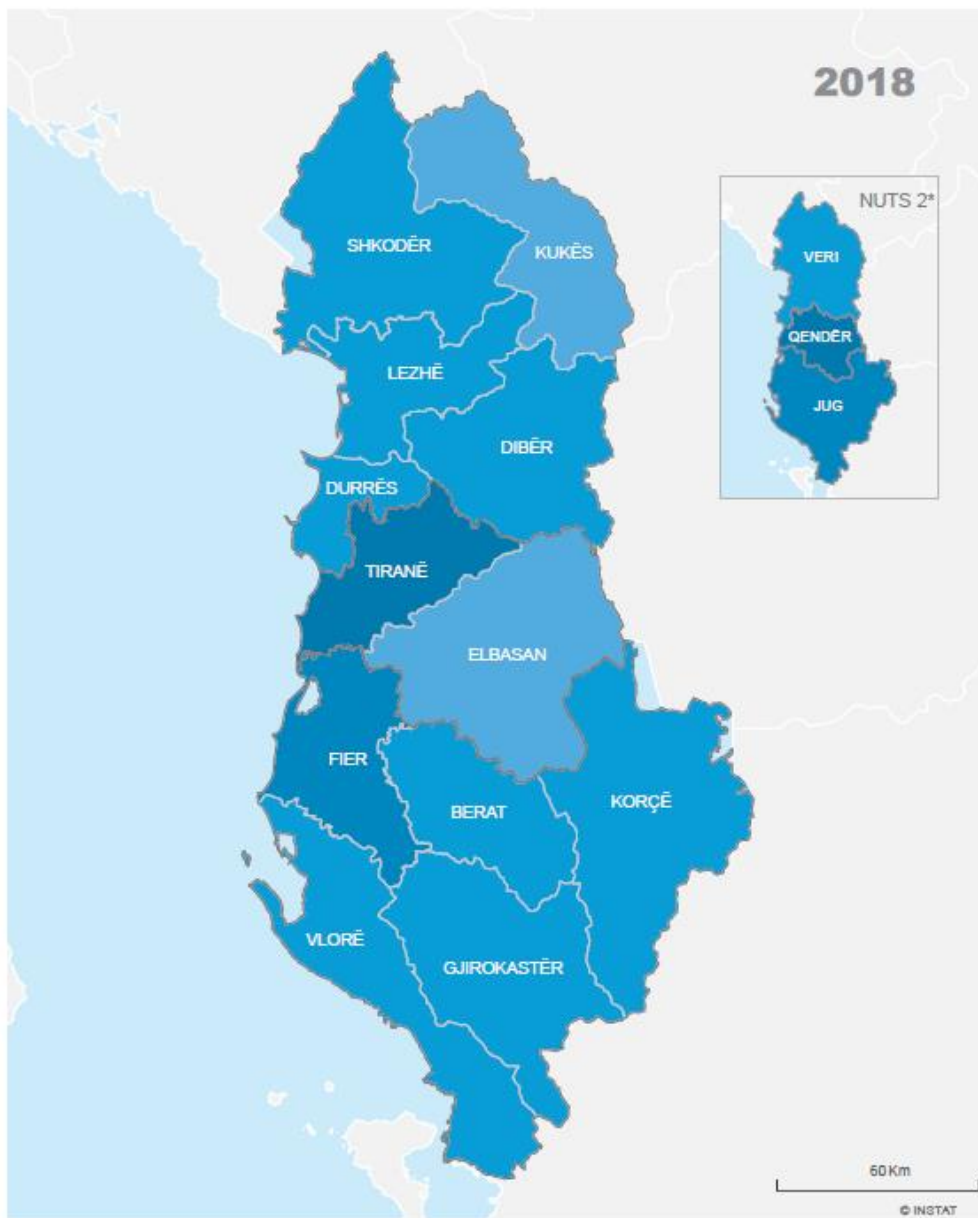 2018
NUTS 2*
VERI
QENDËR
JUG
SHKODËR
KUKËS
LEZHË
DIBËR
DURRËS
TIRANË
ELBASAN
FIER
BERAT
KORÇË
VLORË
GJIROKASTËR
60 Km
© INSTAT